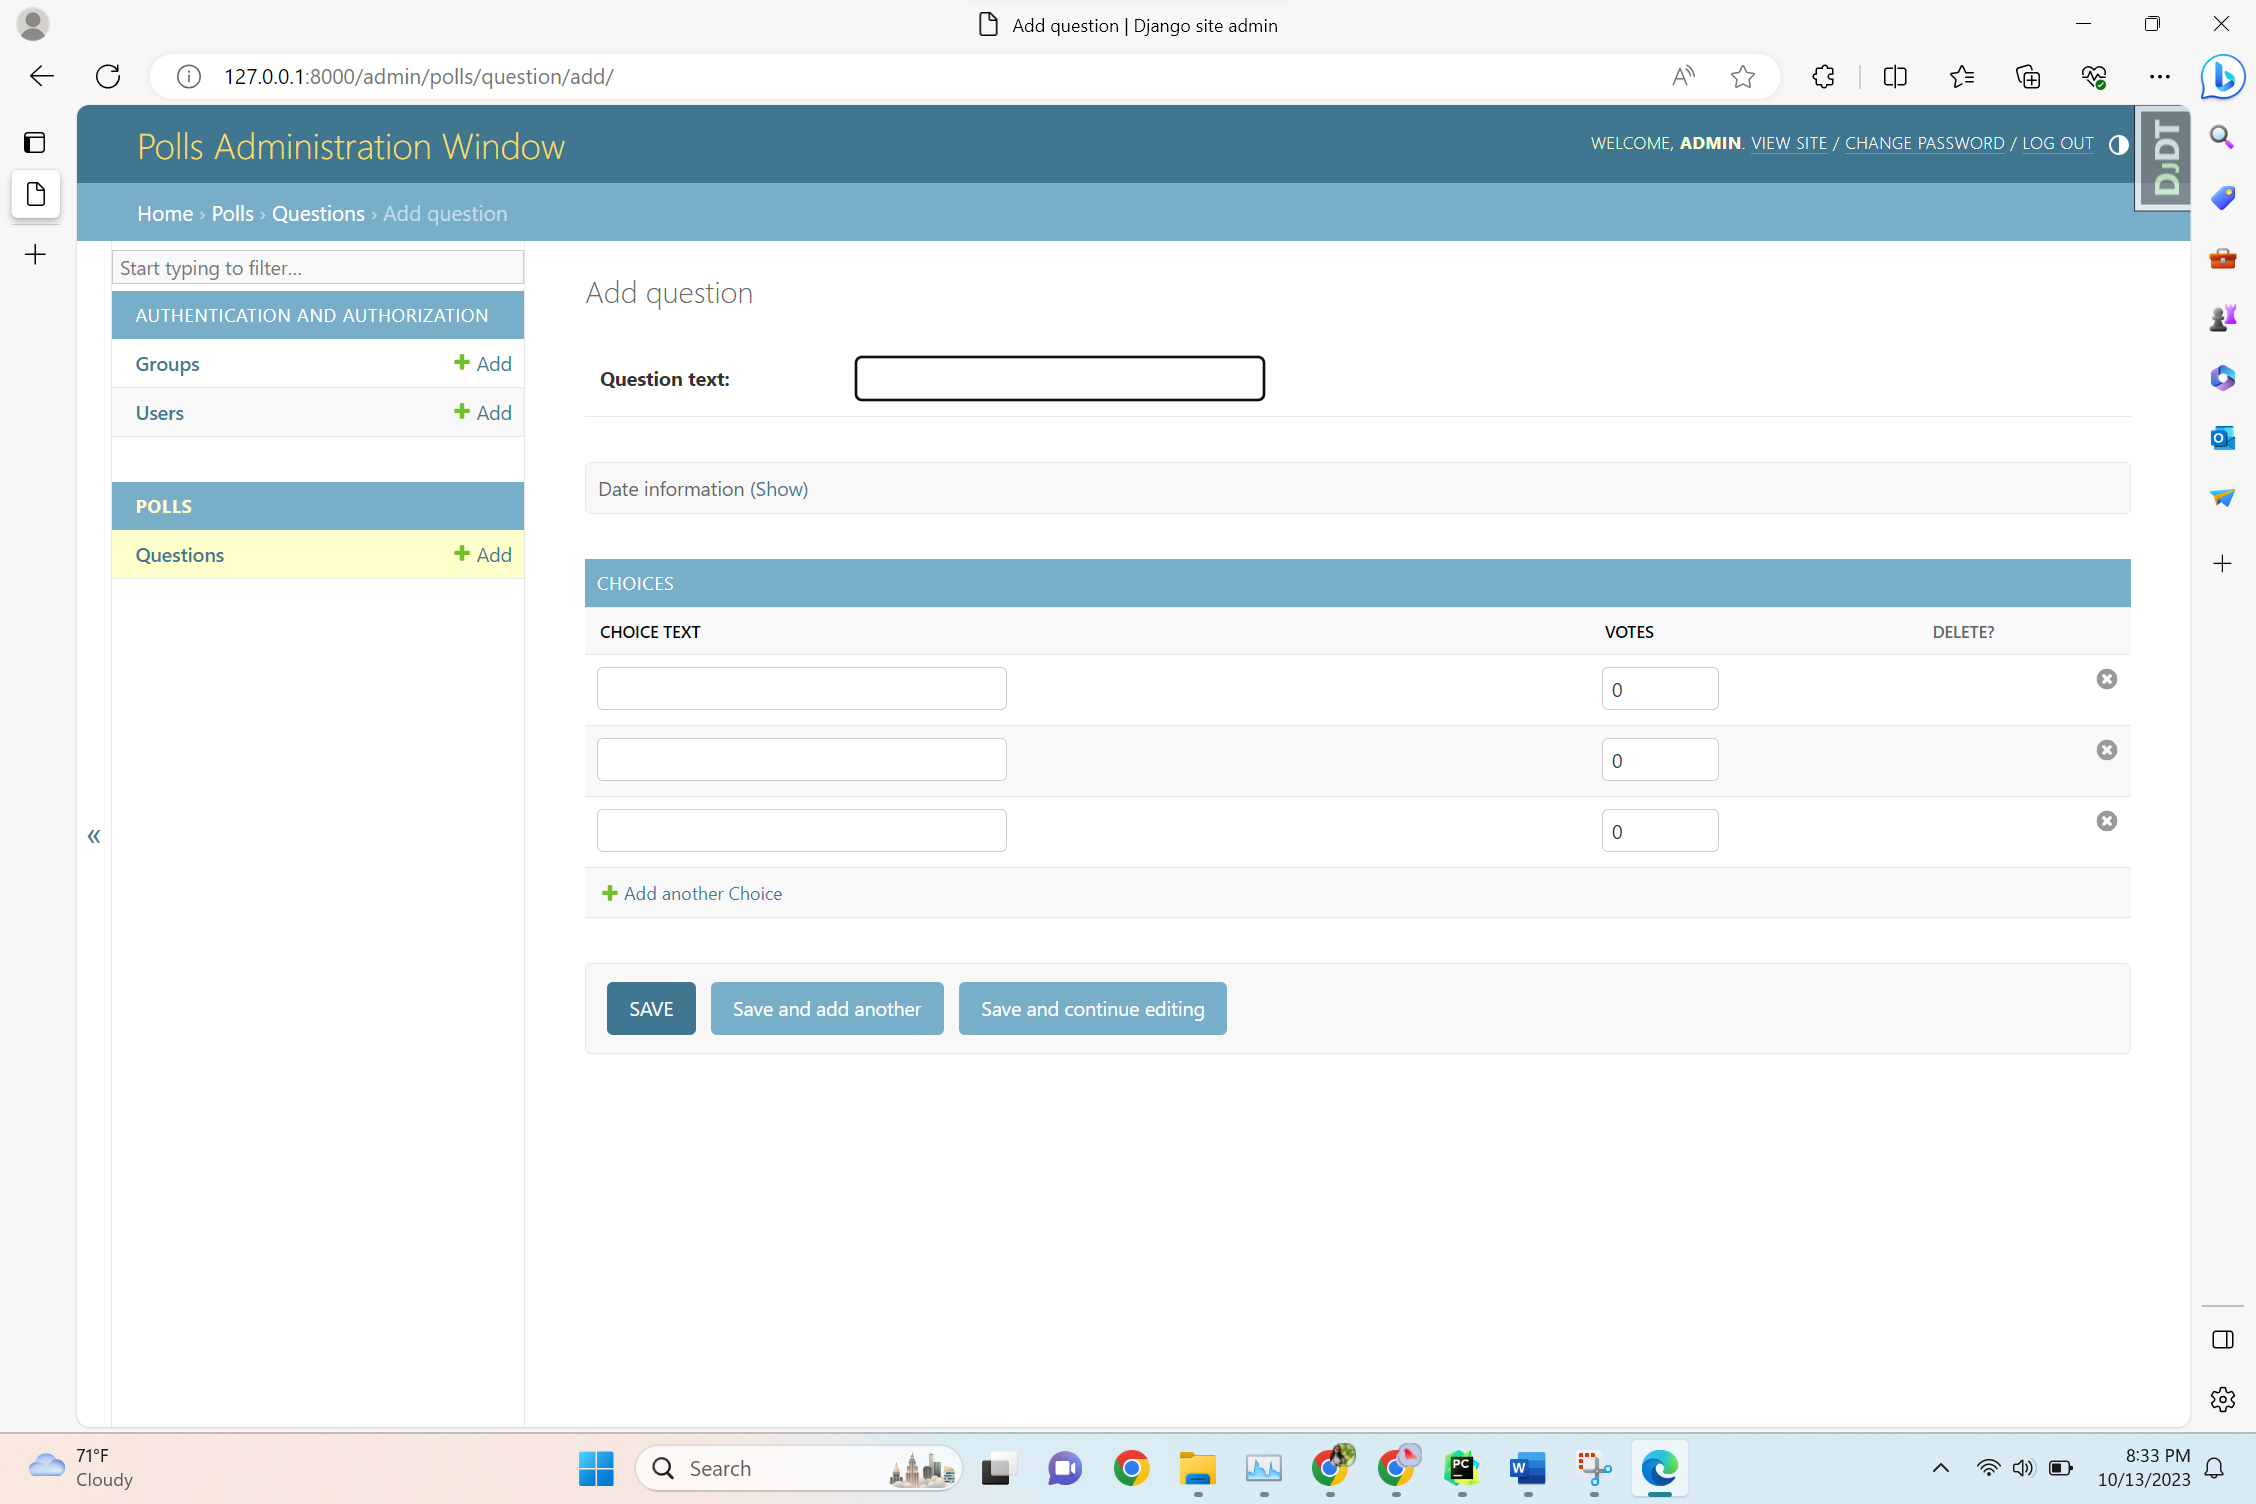 Add question | Django site admin
127.0.0.1:8000/admin/polls/question/add/
Polls Administration Window
WELCOME, ADMIN. VIEW SITE / CHANGE PASSWORD / LOG OUT
DJDT
Home › Polls › Questions › Add question
Start typing to filter...
AUTHENTICATION AND AUTHORIZATION
Groups + Add
Users + Add
POLLS
Questions + Add
Add question
Question text:
Date information (Show)
CHOICES
CHOICE TEXT VOTES DELETE?
0
0
0
+ Add another Choice
SAVE Save and add another Save and continue editing
«
71°F
Cloudy
Search
PC
W
8:33 PM
10/13/2023